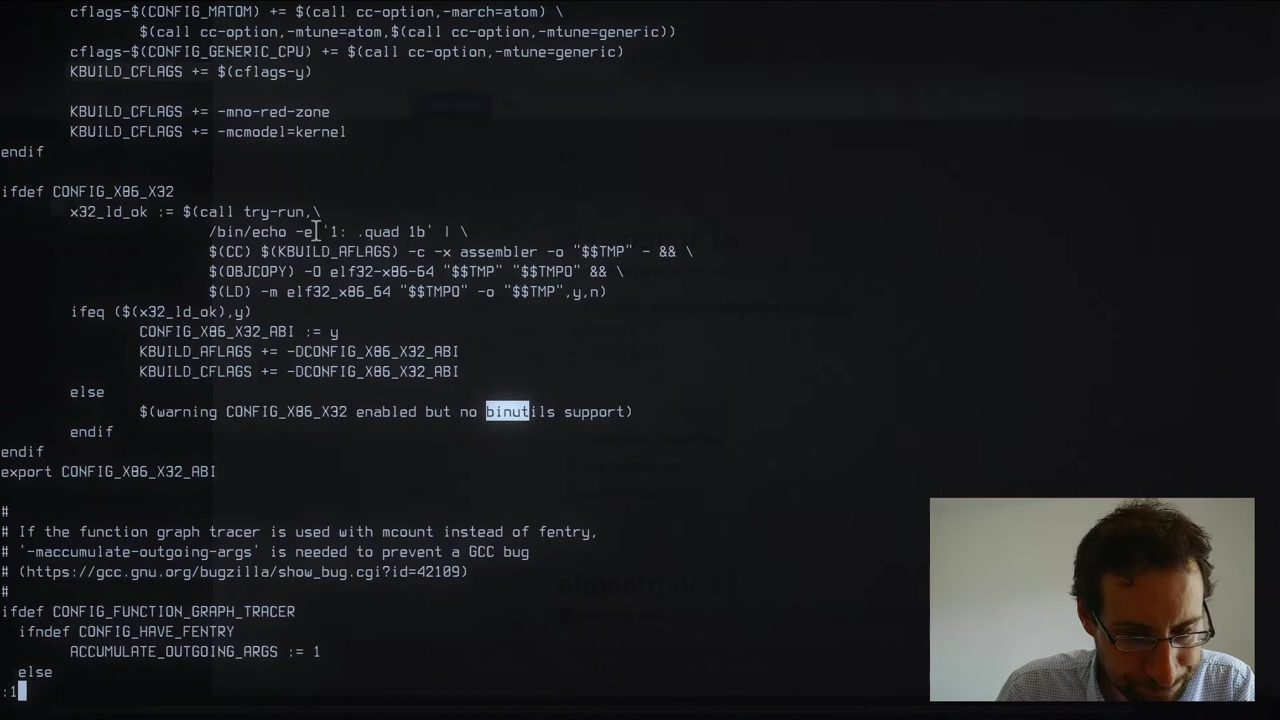 cflags-$(CONFIG_MATOM) += $(call cc-option,-march=atom) \
$(call cc-option,-mtune=atom,$(call cc-option,-mtune=generic))
cflags-$(CONFIG_GENERIC_CPU) += $(call cc-option,-mtune=generic)
KBUILD_CFLAGS += $(cflags-y)
KBUILD_CFLAGS += -mno-red-zone
KBUILD_CFLAGS += -mcmodel=kernel
endif
ifdef CONFIG_X86_X32
x32_ld_ok := $(call try-run,\
/bin/echo -e '1: .quad 1b' | \
$(CC) $(KBUILD_AFLAGS) -c -x assembler -o "$$TMP" - && \
$(OBJCOPY) -O elf32-x86-64 "$$TMP" "$$TMPO" && \
$(LD) -m elf32_x86_64 "$$TMPO" -o "$$TMP",y,n)
ifeq ($(x32_ld_ok),y)
CONFIG_X86_X32_ABI := y
KBUILD_AFLAGS += -DCONFIG_X86_X32_ABI
KBUILD_CFLAGS += -DCONFIG_X86_X32_ABI
else
$(warning CONFIG_X86_X32 enabled but no binutils support)
endif
endif
export CONFIG_X86_X32_ABI
#
# If the function graph tracer is used with mcount instead of fentry,
# '-maccumulate-outgoing-args' is needed to prevent a GCC bug
# (https://gcc.gnu.org/bugzilla/show_bug.cgi?id=42109)
#
ifdef CONFIG_FUNCTION_GRAPH_TRACER
ifndef CONFIG_HAVE_FENTRY
ACCUMULATE_OUTGOING_ARGS := 1
else
:1